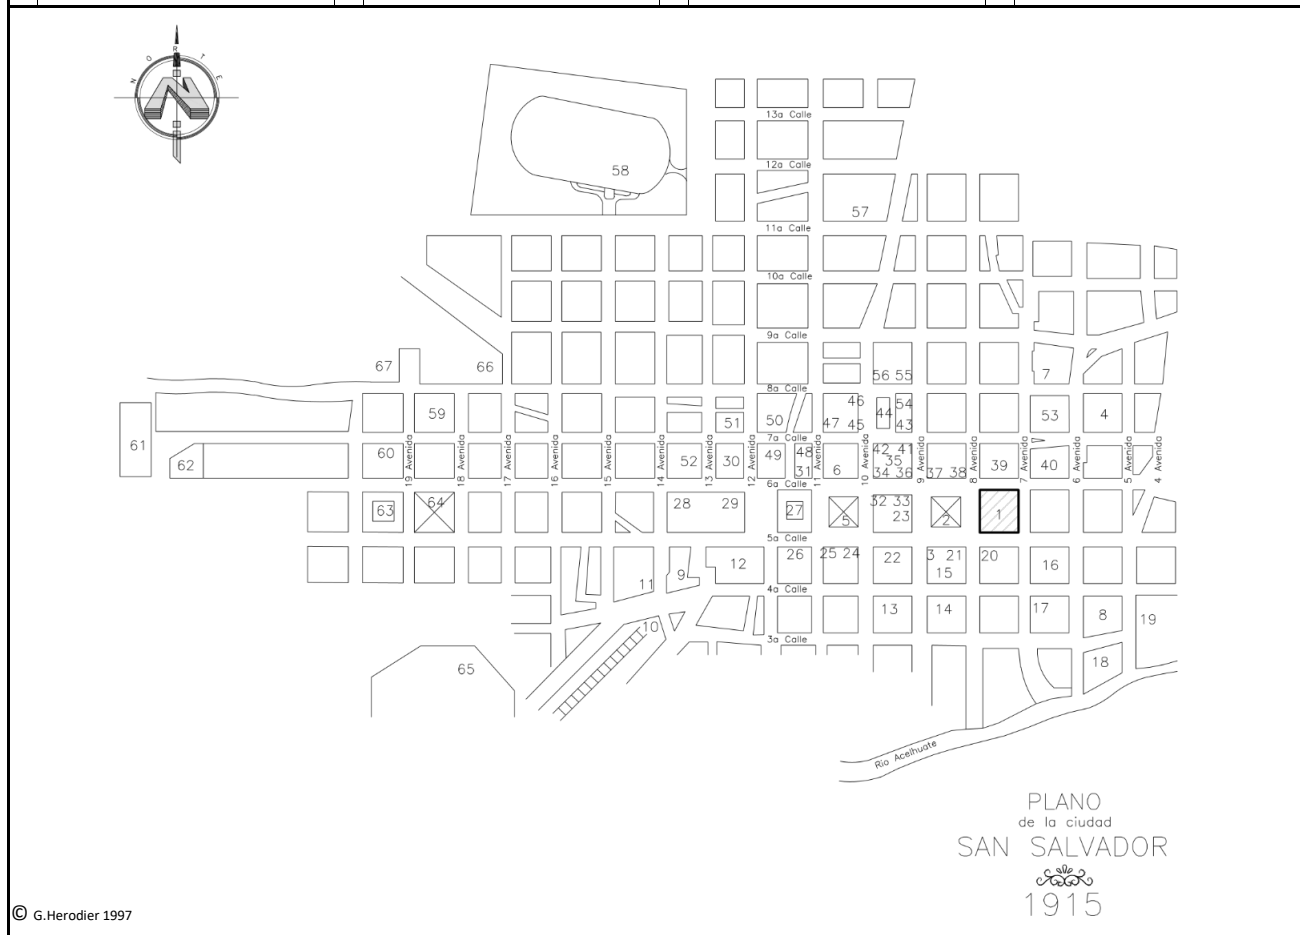 N O R T E
N
58
13a Calle
12a Calle
57
11a Calle
10a Calle
9a Calle
67
66
7
56 55
8a Calle
59
46
44
54
53
4
51
50
47
45
43
7a Calle
61
62
60
19 Avenida
18 Avenida
17 Avenida
16 Avenida
15 Avenida
14 Avenida
52
13 Avenida
30
12 Avenida
49
48
31
11 Avenida
6
10 Avenida
42 41
35
34 36
9 Avenida
37 38
8 Avenida
39
7 Avenida
40
6 Avenida
5 Avenida
4 Avenida
6a Calle
63
64
28
29
27
5
32 33
23
2
1
5a Calle
11
9
12
26
25 24
22
3 21
15
20
16
4a Calle
10
13
14
17
8
19
3a Calle
65
18
Rio Acelhuate
PLANO
de la ciudad
SAN SALVADOR
1915
© G.Herodier 1997